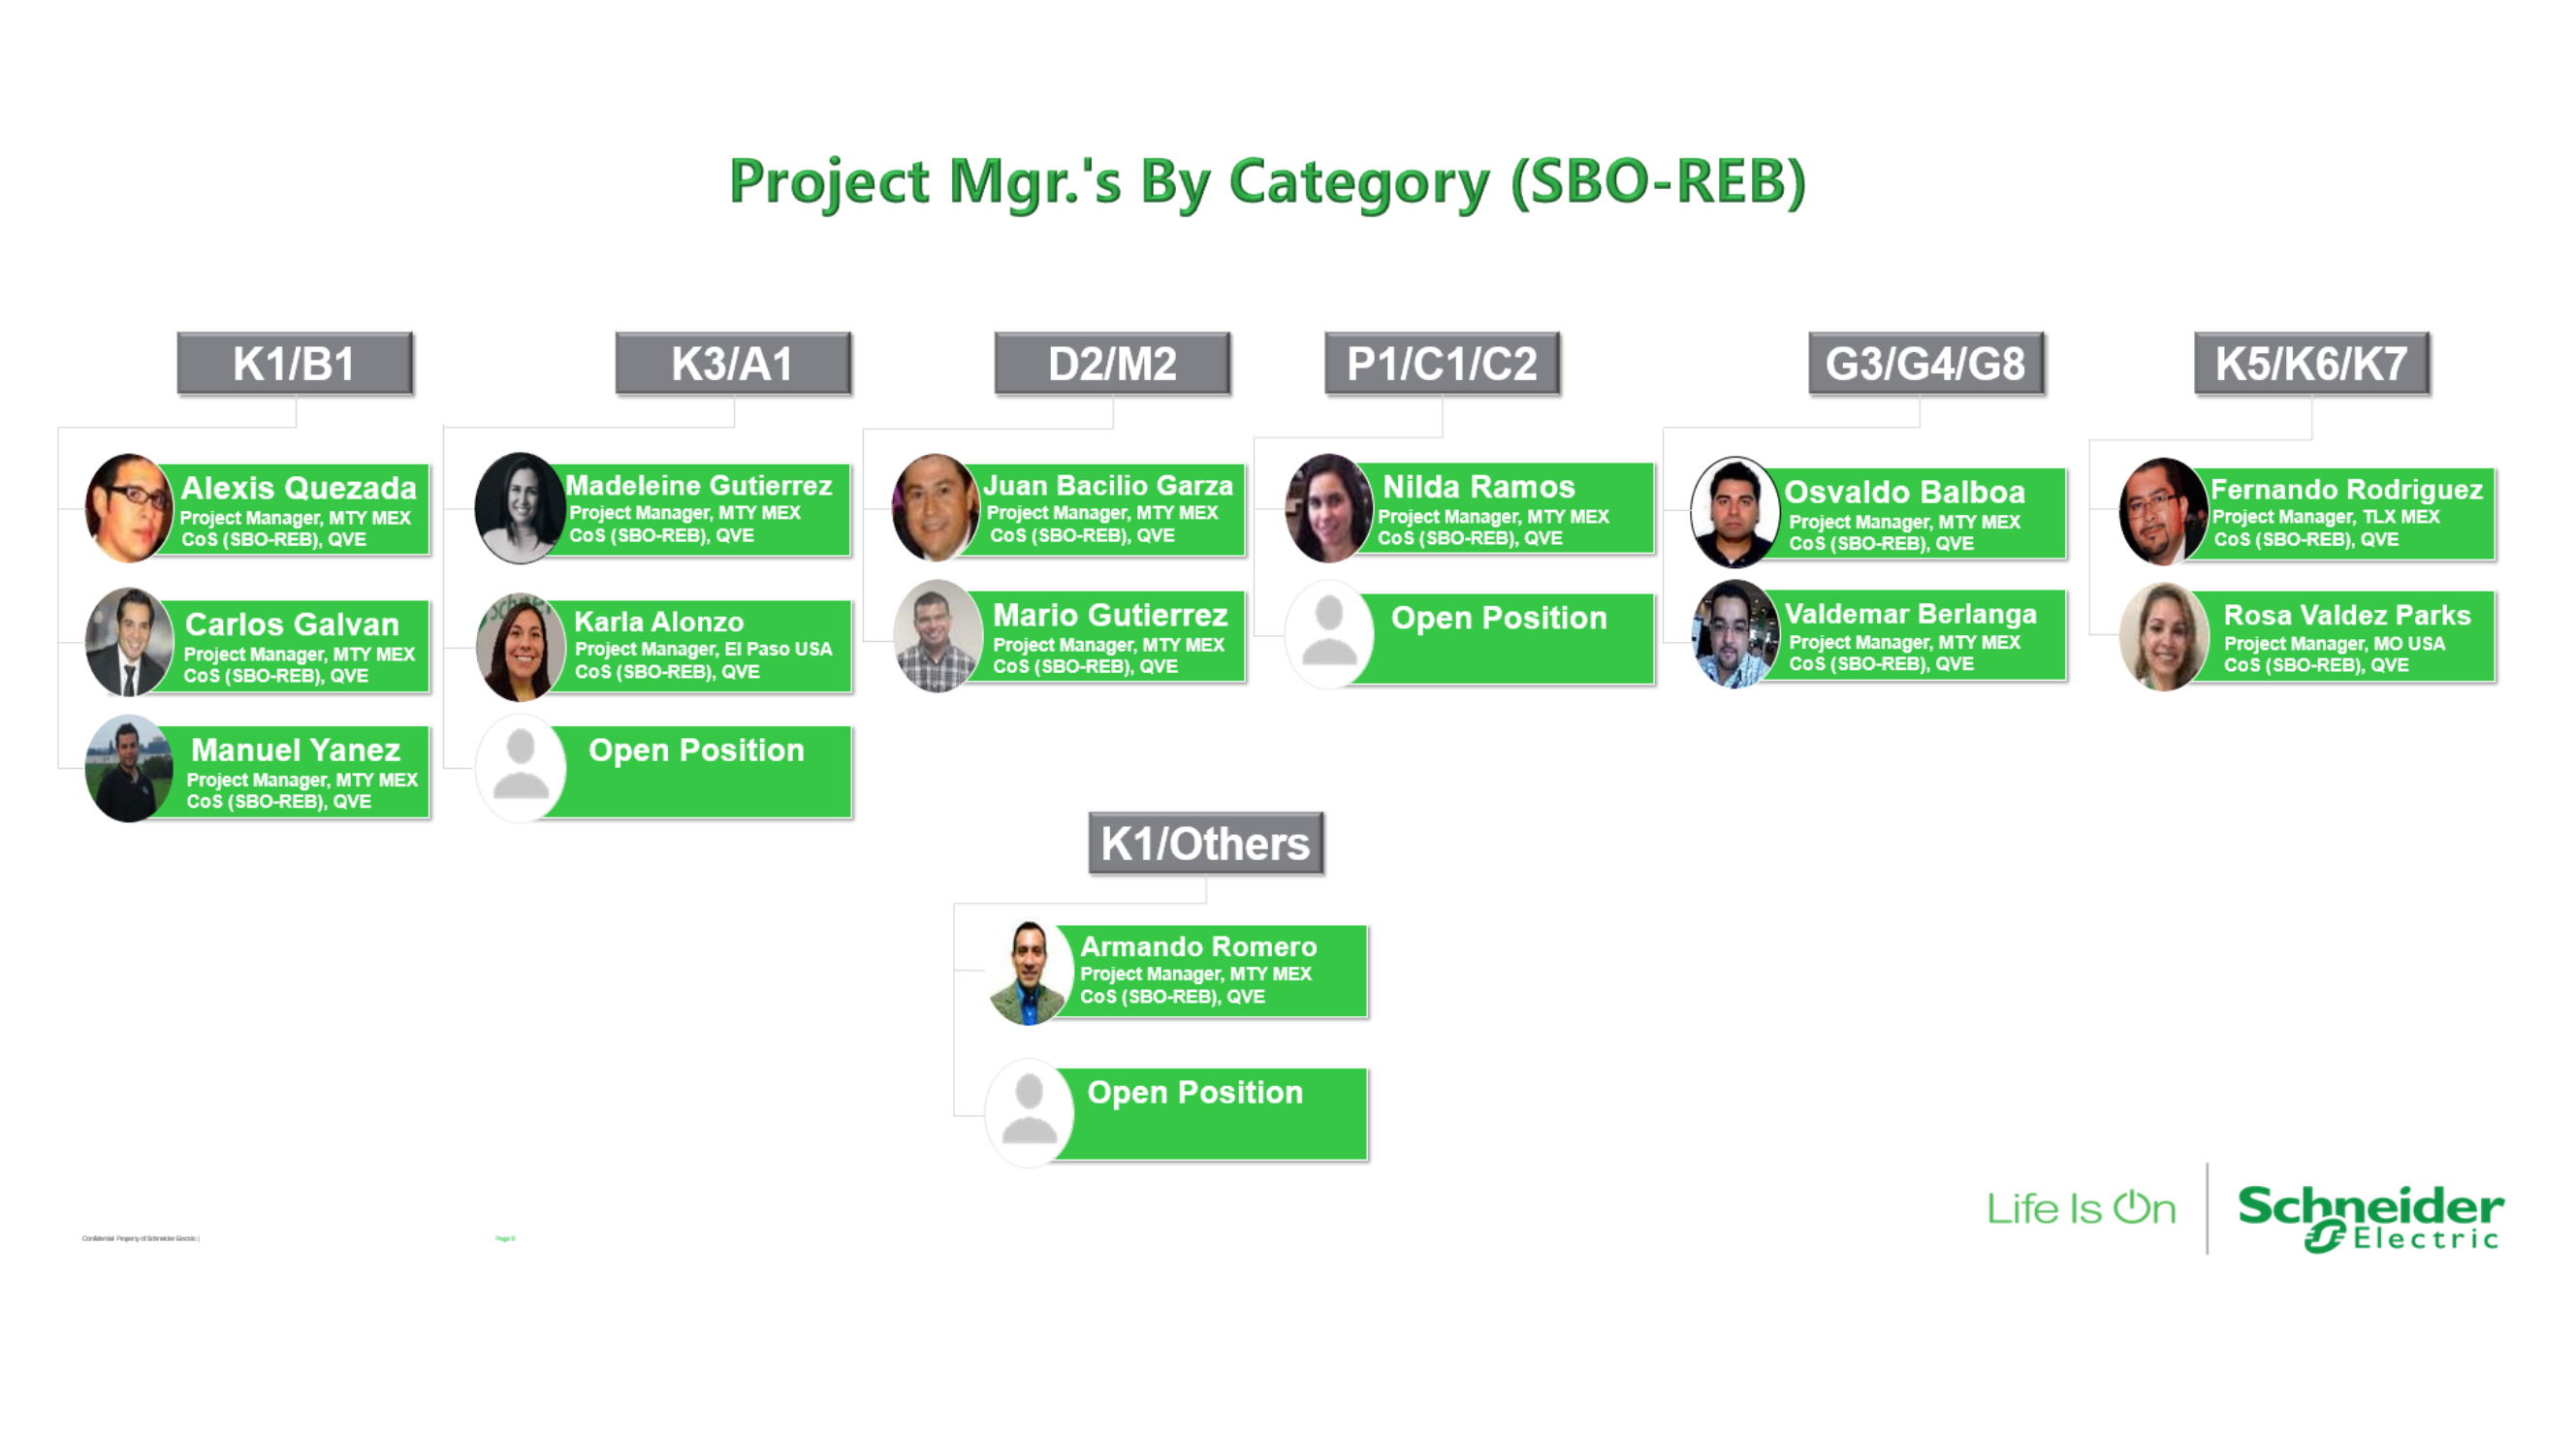 Project Mgr.'s By Category (SBO-REB)
K1/B1
Alexis Quezada
Project Manager, MTY MEX
CoS (SBO-REB), QVE
Carlos Galvan
Project Manager, MTY MEX
CoS (SBO-REB), QVE
Manuel Yanez
Project Manager, MTY MEX
CoS (SBO-REB), QVE
K3/A1
Madeleine Gutierrez
Project Manager, MTY MEX
CoS (SBO-REB), QVE
Karla Alonzo
Project Manager, El Paso USA
CoS (SBO-REB), QVE
Open Position
D2/M2
Juan Bacilio Garza
Project Manager, MTY MEX
CoS (SBO-REB), QVE
Mario Gutierrez
Project Manager, MTY MEX
CoS (SBO-REB), QVE
P1/C1/C2
Nilda Ramos
Project Manager, MTY MEX
CoS (SBO-REB), QVE
Open Position
G3/G4/G8
Osvaldo Balboa
Project Manager, MTY MEX
CoS (SBO-REB), QVE
Valdemar Berlanga
Project Manager, MTY MEX
CoS (SBO-REB), QVE
K5/K6/K7
Fernando Rodriguez
Project Manager, TLX MEX
CoS (SBO-REB), QVE
Rosa Valdez Parks
Project Manager, MO USA
CoS (SBO-REB), QVE
K1/Others
Armando Romero
Project Manager, MTY MEX
CoS (SBO-REB), QVE
Open Position
Confidential Property of Schneider Electric |
Page
Life Is On
Schneider
Electric